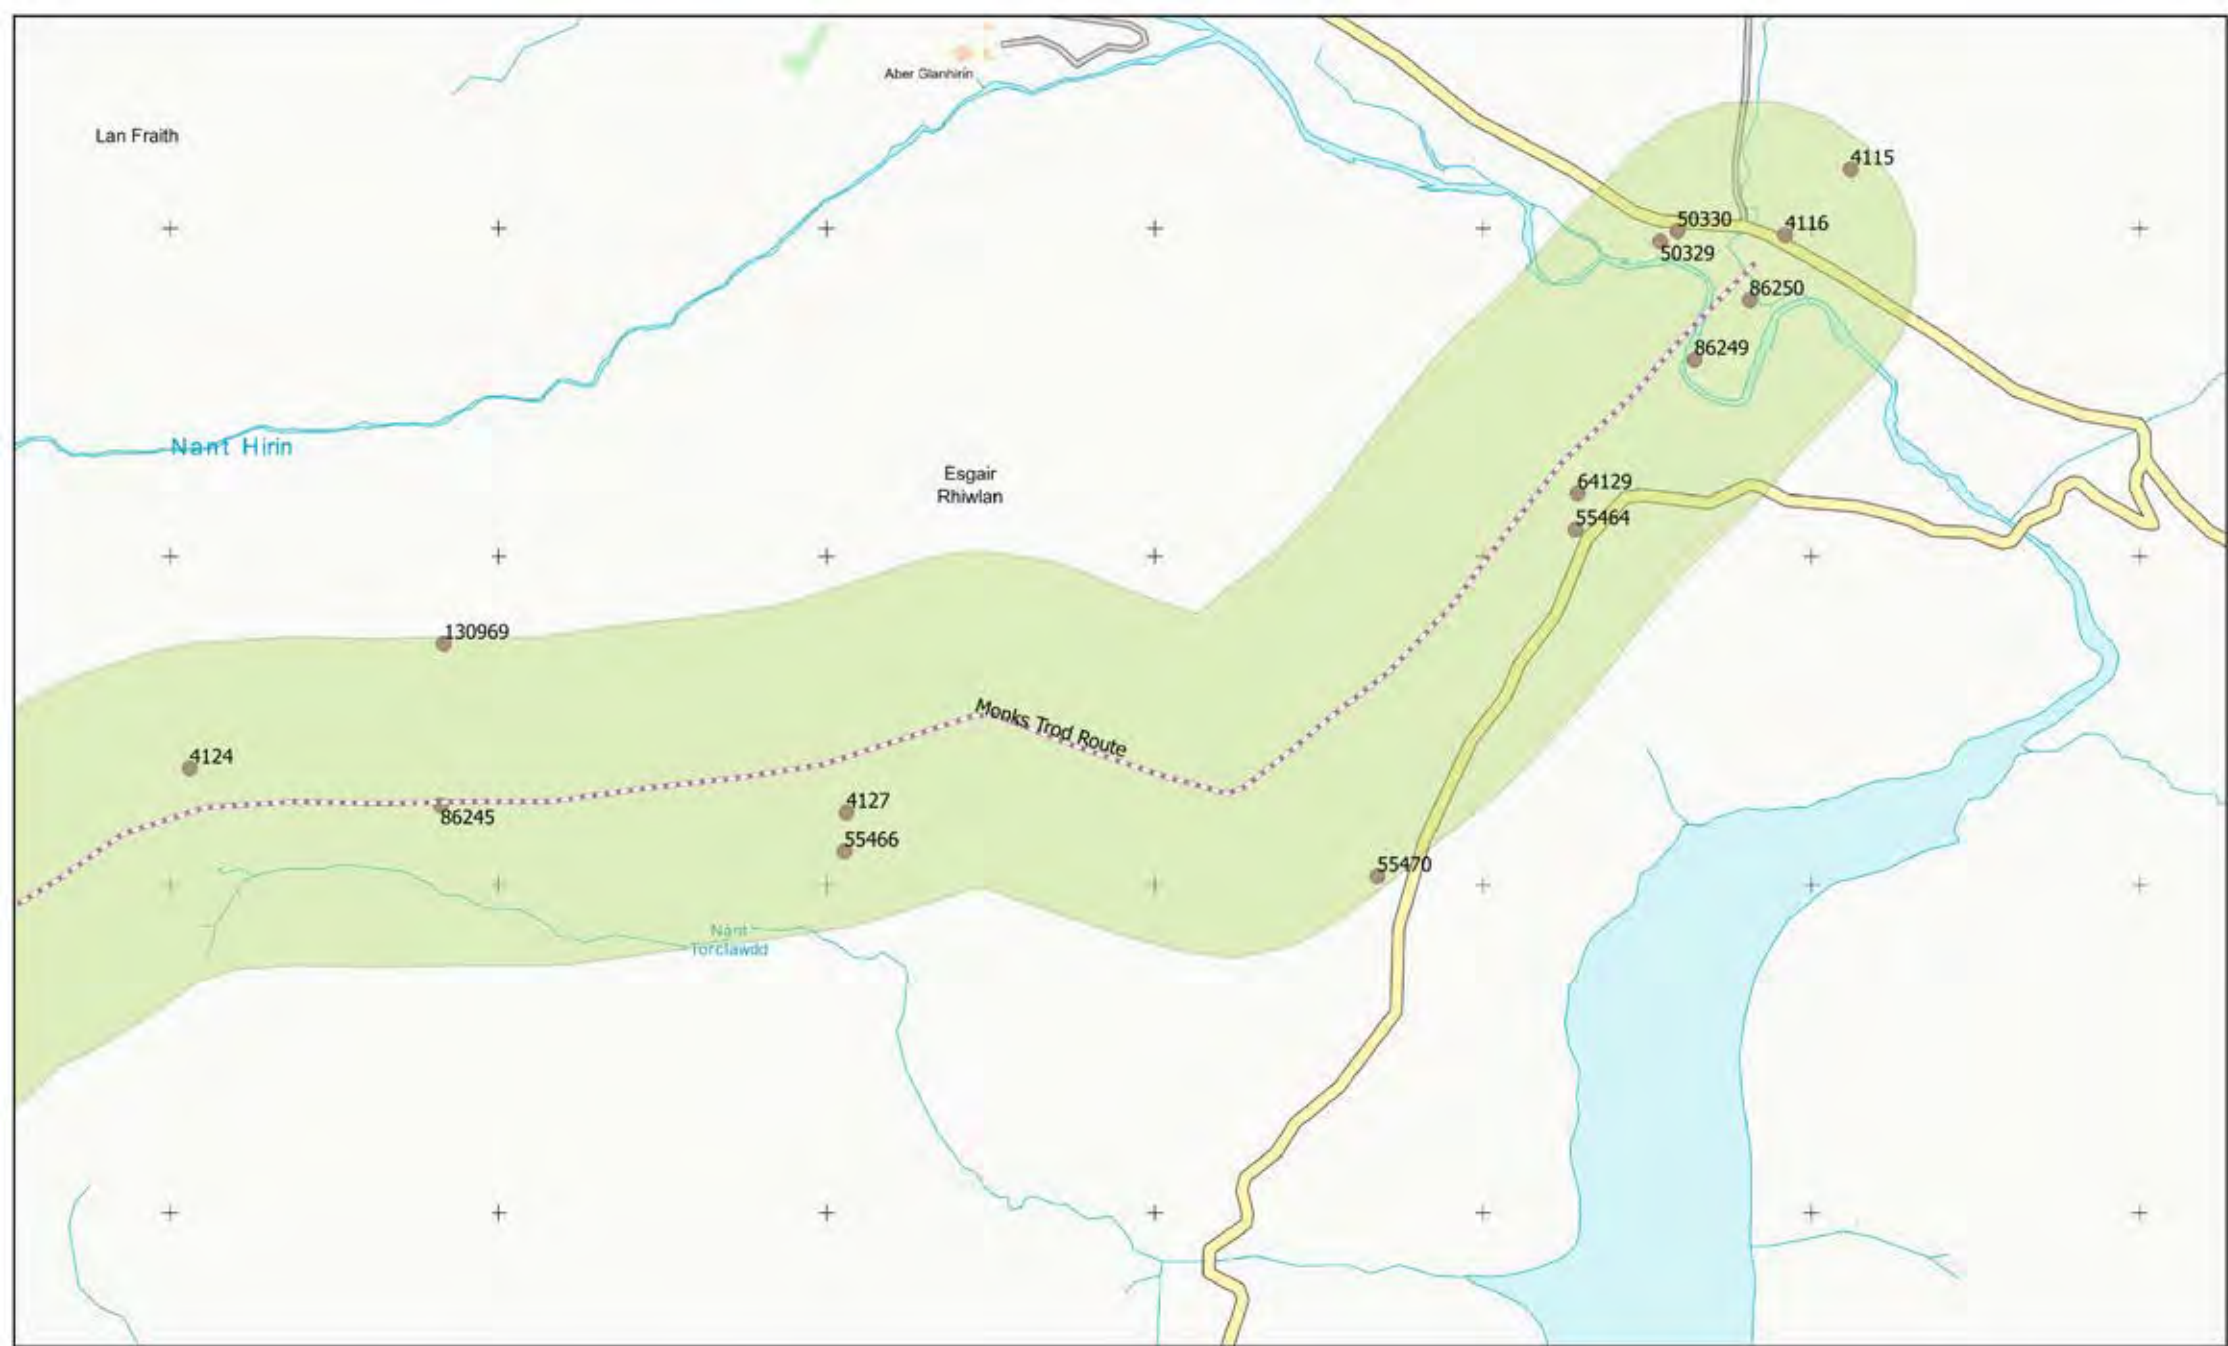 Aber Glanhirin
Lan Fraith
4115
50330
4116
50329
86250
86249
Nant Hirin
Esgair
Rhiwlan
64129
55464
130969
Monks Trod Route
4124
4127
86245
55466
55470
Nant
Torclawdd